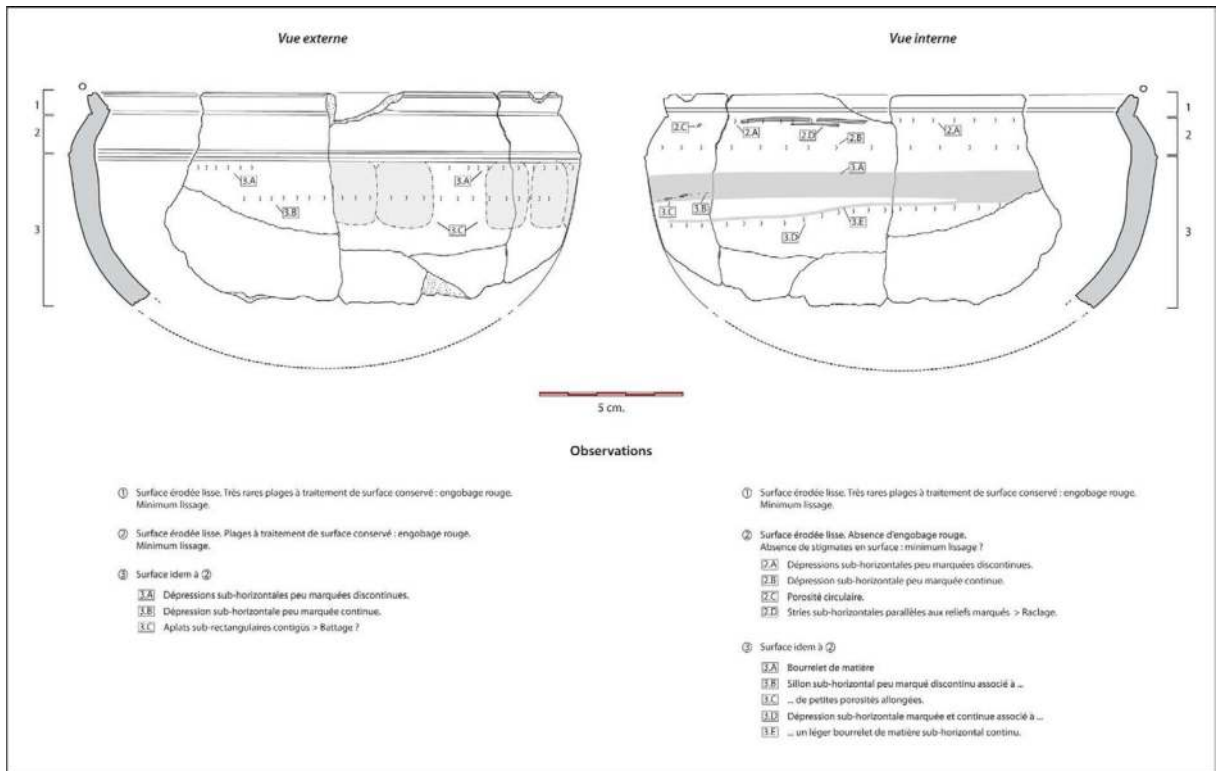 Vue externe
Vue interne
1
2
3
3.A
3.A
3.B
3.C
2.C
2.A
2.D
2.B
2.A
3.A
3.C
3.B
3.D
3.E
1
2
3
5 cm.
Observations
① Surface érodée lisse. Très rares plages à traitement de surface conservé : engobage rouge.
Minimum lissage.
② Surface érodée lisse. Plages à traitement de surface conservé : engobage rouge.
Minimum lissage.
③ Surface idem à ②
3.A Dépressions sub-horizontales peu marquées discontinues.
3.B Dépression sub-horizontale peu marquée continue.
3.C Aplats sub-rectangulaires contigüs > Battage ?
① Surface érodée lisse. Très rares plages à traitement de surface conservé : engobage rouge.
Minimum lissage.
② Surface érodée lisse. Absence d'engobage rouge.
Absence de stigmates en surface : minimum lissage ?
2.A Dépressions sub-horizontales peu marquées discontinues.
2.B Dépression sub-horizontale peu marquée continue.
2.C Porosité circulaire.
2.D Stries sub-horizontales parallèles aux reliefs marqués > Raclage.
③ Surface idem à ②
3.A Bourrelet de matière
3.B Sillon sub-horizontal peu marqué discontinu associé à ...
3.C ... de petites porosités allongées.
3.D Dépression sub-horizontale marquée et continue associé à ...
3.E ... un léger bourrelet de matière sub-horizontal continu.